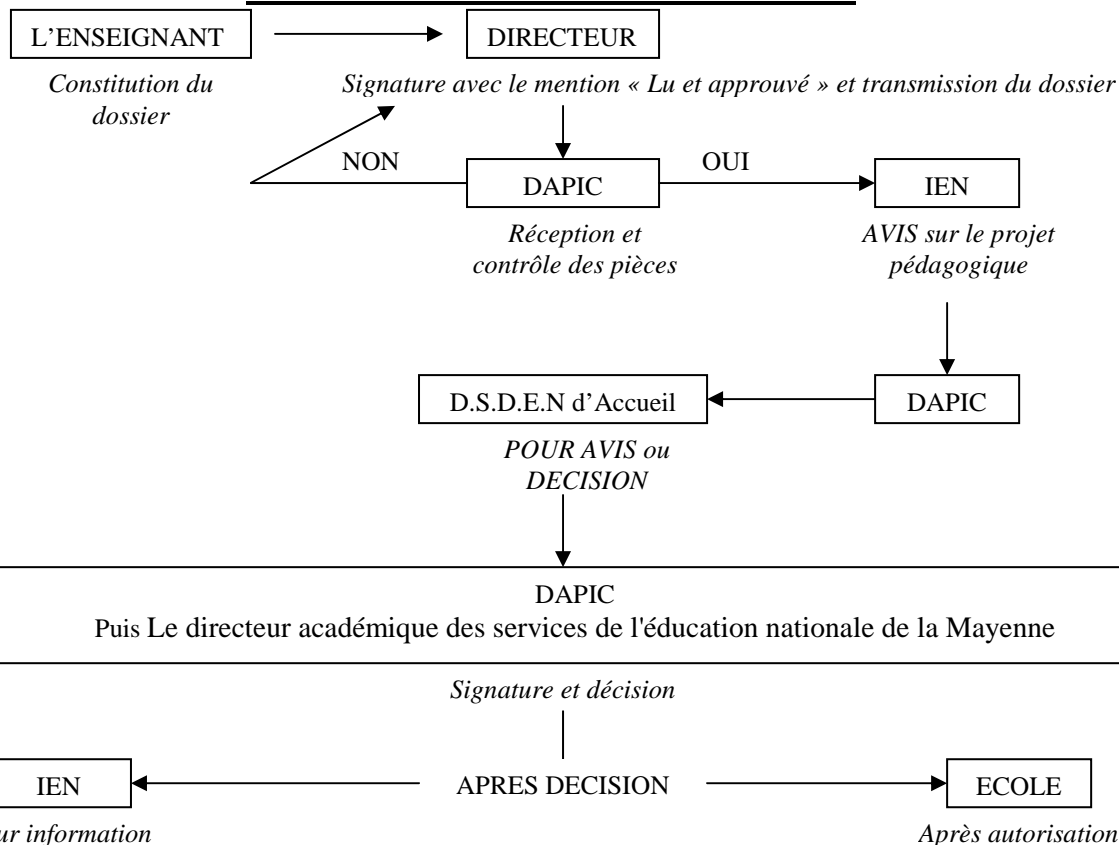 L'ENSEIGNANT
DIRECTEUR
Constitution du
dossier
Signature avec le mention « Lu et approuvé » et transmission du dossier
NON
OUI
DAPIC
IEN
Réception et
contrôle des pièces
AVIS sur le projet
pédagogique
D.S.D.E.N d'Accueil
DAPIC
POUR AVIS ou
DECISION
DAPIC
Puis Le directeur académique des services de l'éducation nationale de la Mayenne
Signature et décision
IEN
APRES DECISION
ECOLE
information
Après autorisation